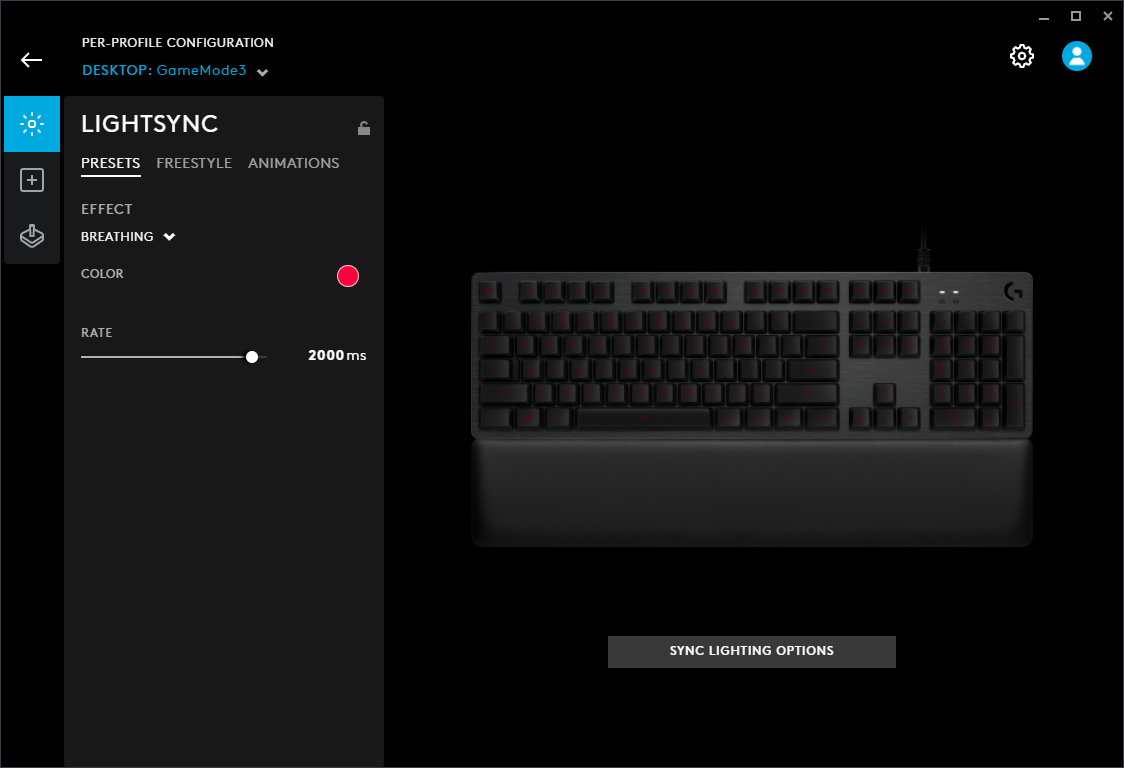 PER-PROFILE CONFIGURATION
DESKTOP: GameMode3
LIGHTSYNC
PRESETS FREESTYLE ANIMATIONS
EFFECT
BREATHING
COLOR
RATE
2000 ms
SYNC LIGHTING OPTIONS